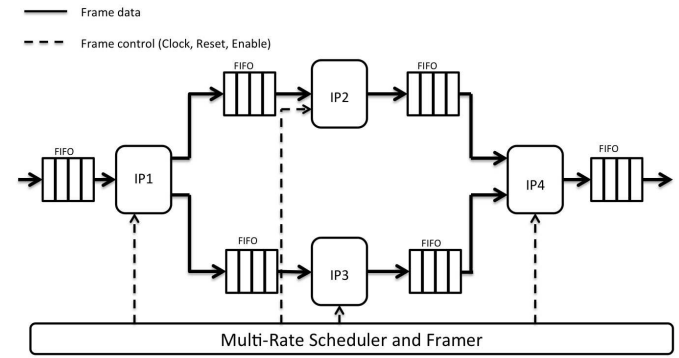 Frame data
Frame control (Clock, Reset, Enable)
FIFO
IP2
FIFO
FIFO
IP1
IP4
FIFO
FIFO
IP3
FIFO
Multi-Rate Scheduler and Framer